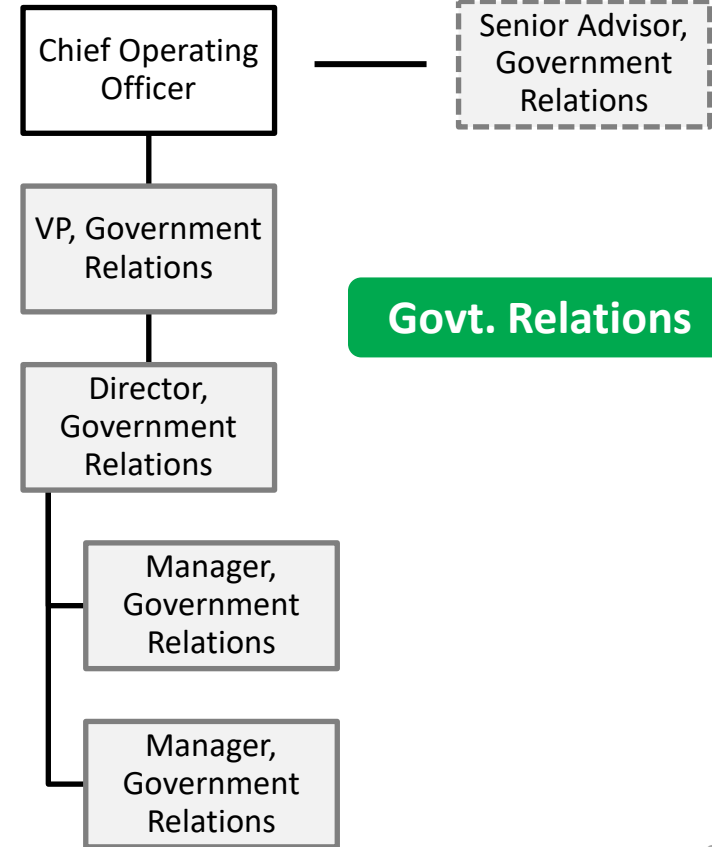 Chief Operating
Officer
Senior Advisor,
Government
Relations
VP, Government
Relations
Govt. Relations
Director,
Government
Relations
Manager,
Government
Relations
Manager,
Government
Relations